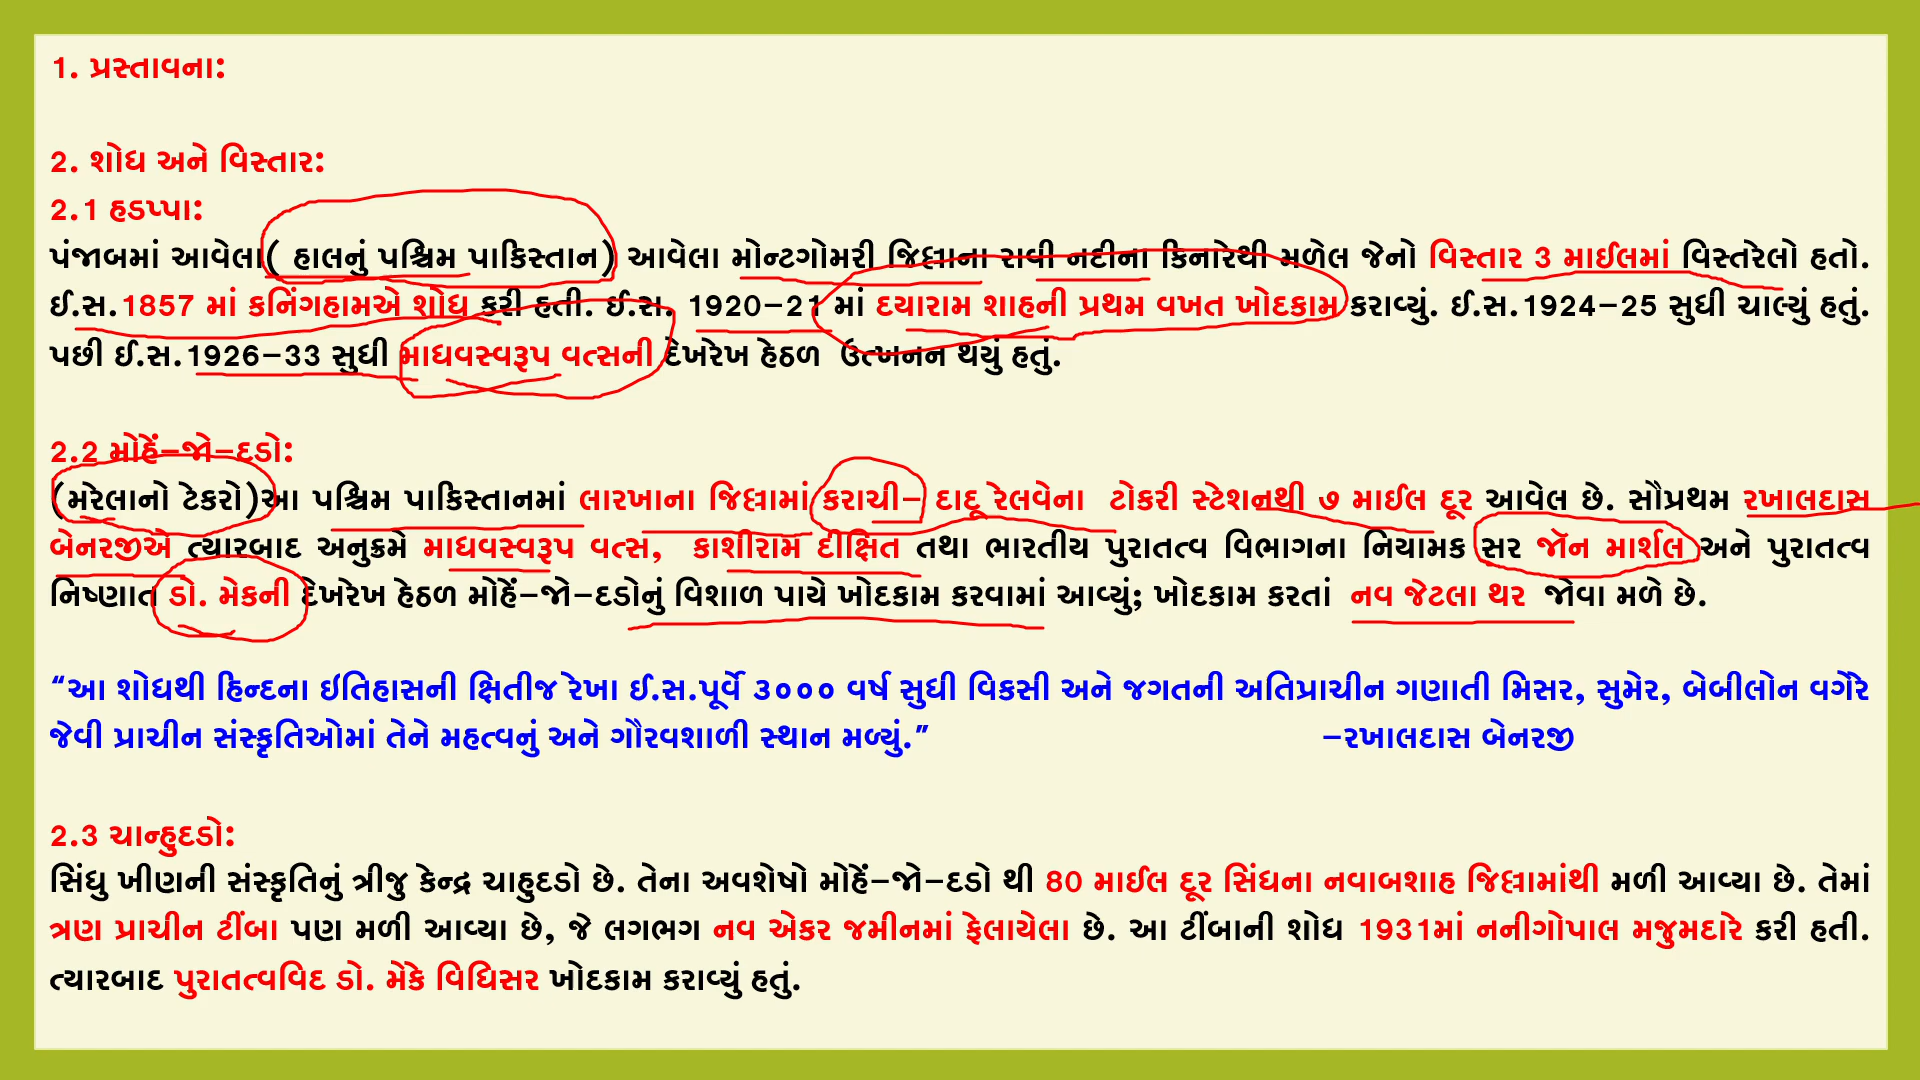 1. પ્રસ્તાવના:
2. શોધ અને વિસ્તાર:
2.1 હડપ્પા:
પંજાબમાં આવેલા( હાલનું પશ્ચિમ પાકિસ્તાન) આવેલા મોન્ટગોમરી જિલ્લાના રાવી નદીના કિનારેથી મળેલ જેનો વિસ્તાર 3 માઈલમાં વિસ્તરેલો હતો.
ઈ.સ.1857 માં કનિંગહામએ શોધ કરી હતી. ઈ.સ. 1920-21 માં દયારામ શાહની પ્રથમ વખત ખોદકામ કરાવ્યું. ઈ.સ.1924-25 સુધી ચાલ્યું હતું.
પછી ઈ.સ.1926-33 સુધી માધવસ્વરૂપ વત્સની દેખરેખ હેઠળ ઉત્ખનન થયું હતું.
2.2 મોહેં-જો-દડો:
(મરેલાનો ટેકરો)આ પશ્ચિમ પાકિસ્તાનમાં લારખાના જિલ્લામાં કરાચી- દાદૂ રેલવેના ટોકરી સ્ટેશનથી ૭ માઈલ દૂર આવેલ છે. સૌપ્રથમ રખાલદાસ
બેનરજીએ ત્યારબાદ અનુક્રમે માધવસ્વરૂપ વત્સ, કાશીરામ દીક્ષિત તથા ભારતીય પુરાતત્વ વિભાગના નિયામક સર જૉન માર્શલ અને પુરાતત્વ
નિષ્ણાત ડો. મેકની દેખરેખ હેઠળ મોહેં-જો-દડોનું વિશાળ પાયે ખોદકામ કરવામાં આવ્યું; ખોદકામ કરતાં નવ જેટલા થર જોવા મળે છે.
“આ શોધથી હિન્દના ઇતિહાસની ક્ષિતીજ રેખા ઈ.સ.પૂર્વે ૩૦૦૦ વર્ષ સુધી વિકસી અને જગતની અતિપ્રાચીન ગણાતી મિસર, સુમેર, બેબીલોન વગેરે
જેવી પ્રાચીન સંસ્કૃતિઓમાં તેને મહત્વનું અને ગૌરવશાળી સ્થાન મળ્યું.” -રખાલદાસ બેનરજી
2.3 ચાન્હુદડો:
સિંધુ ખીણની સંસ્કૃતિનું ત્રીજુ કેન્દ્ર ચાહુદડો છે. તેના અવશેષો મોહેં-જો-દડો થી 80 માઈલ દૂર સિંધના નવાબશાહ જિલ્લામાંથી મળી આવ્યા છે. તેમાં
ત્રણ પ્રાચીન ટીંબા પણ મળી આવ્યા છે, જે લગભગ નવ એકર જમીનમાં ફેલાયેલા છે. આ ટીંબાની શોધ 1931માં નનીગોપાલ મજુમદારે કરી હતી.
ત્યારબાદ પુરાતત્વવિદ ડો. મેકે વિધિસર ખોદકામ કરાવ્યું હતું.